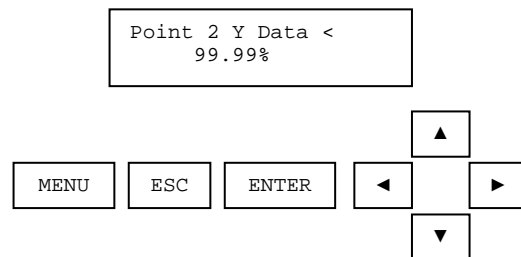 Point 2 Y Data <
99.99%
▲
MENU ESC ENTER ◄ ►
▼